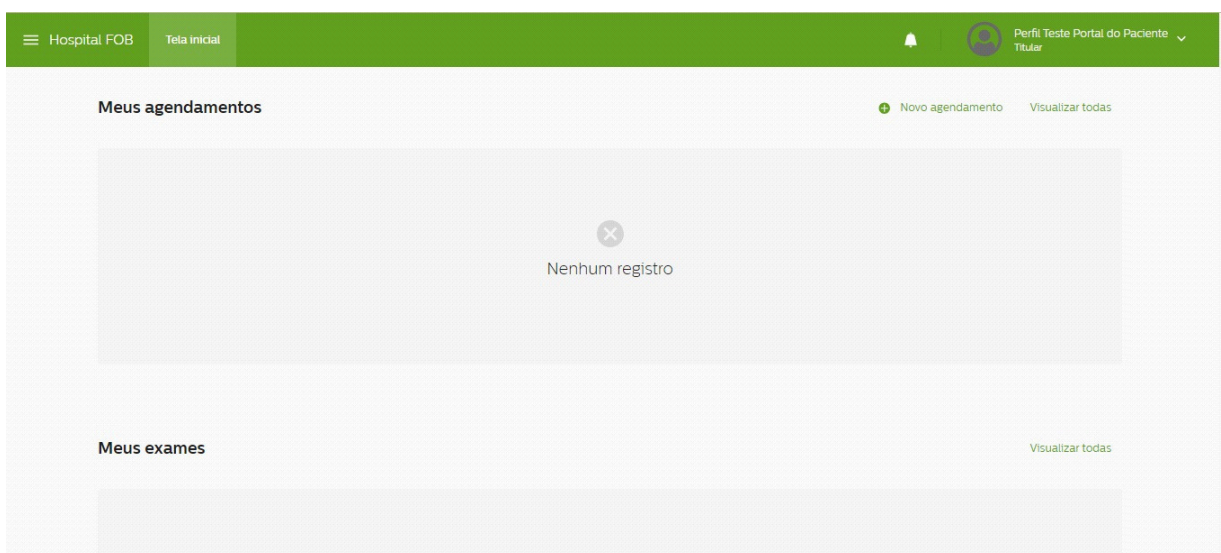 Hospital FOB
Tela inicial
Perfil Teste Portal do Paciente
Titular
Meus agendamentos
Novo agendamento
Visualizar todas
Nenhum registro
Meus exames
Visualizar todas